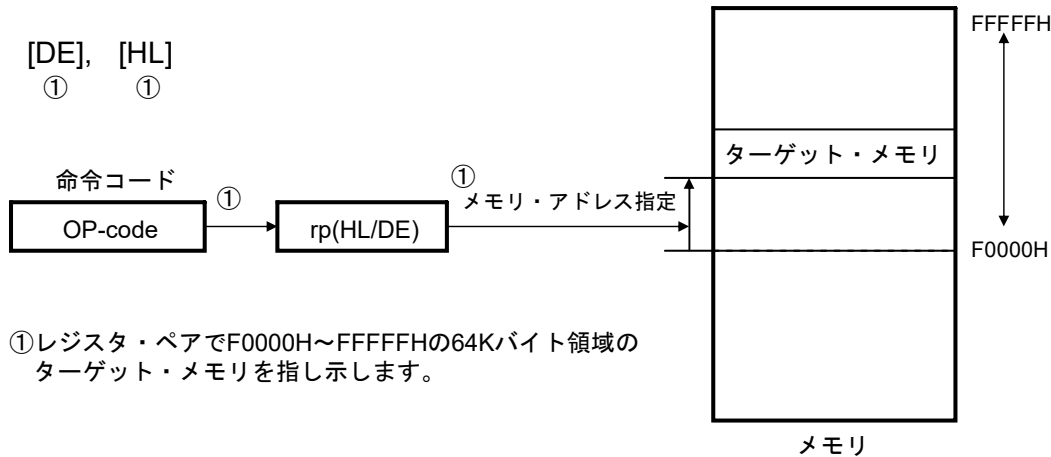 FFFFFH
[DE], [HL]
① ①
ターゲット・メモリ
命令コード
①
①
メモリ・アドレス指定
OP-code
rp(HL/DE)
F0000H
①レジスタ・ペアでF0000H～FFFFFHの64Kバイト領域の
ターゲット・メモリを指し示します。
メモリ